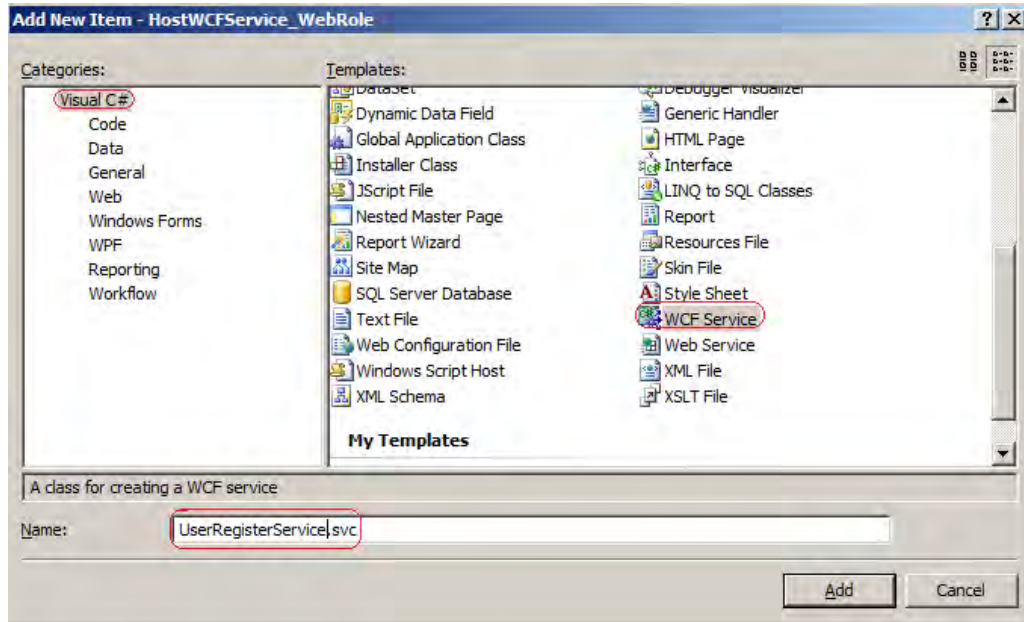 Add New Item - HostWCFService_WebRole
Categories:
Templates:
Visual C#
Code
Data
General
Web
Windows Forms
WPF
Reporting
Workflow
DataSet
Debugger Visualizer
Dynamic Data Field
Generic Handler
Global Application Class
HTML Page
Installer Class
Interface
JScript File
LINQ to SQL Classes
Nested Master Page
Report
Report Wizard
Resources File
Site Map
Skin File
SQL Server Database
Style Sheet
Text File
WCF Service
Web Configuration File
Web Service
Windows Script Host
XML File
XML Schema
XSLT File
My Templates
A class for creating a WCF service
Name: UserRegisterService.svc
Add Cancel